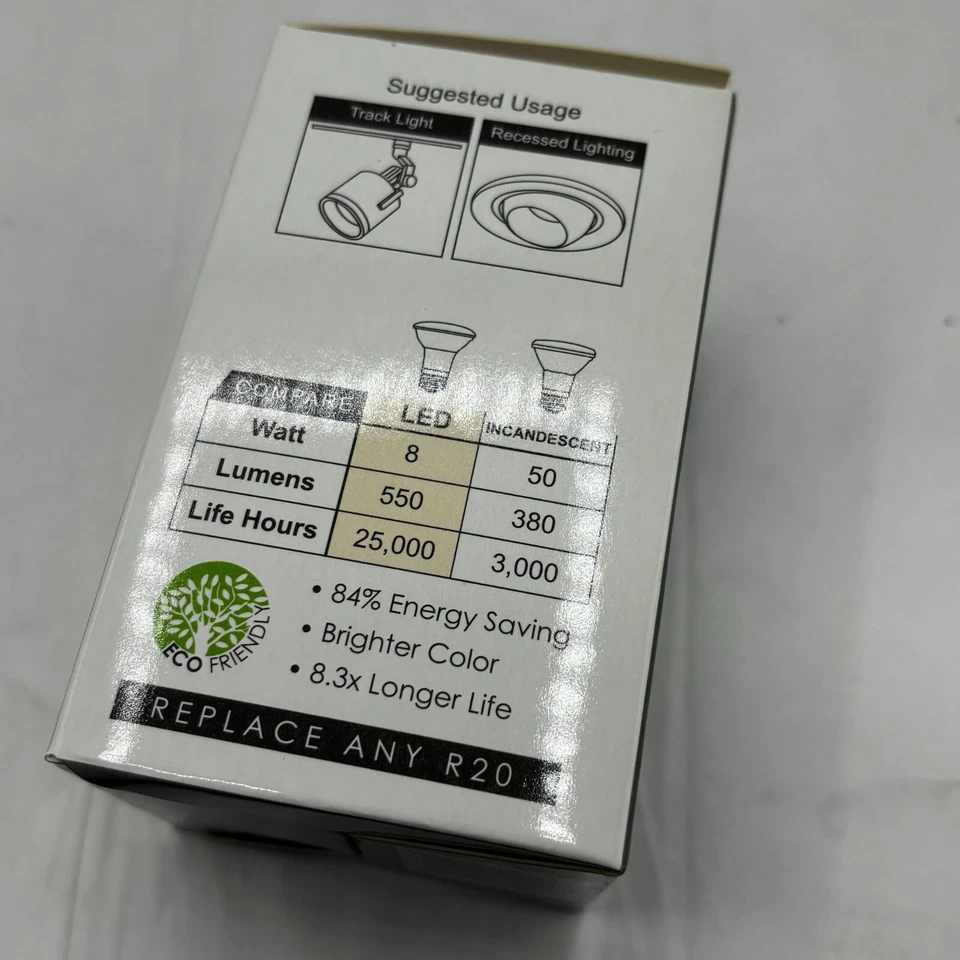 Suggested Usage
Track Light
Recessed Lighting
COMPARE LED INCANDESCENT
Watt 8 50
Lumens 550 380
Life Hours 25,000 3,000
• 84% Energy Saving
• Brighter Color
• 8.3x Longer Life
ECO FRIENDLY
REPLACE ANY R20